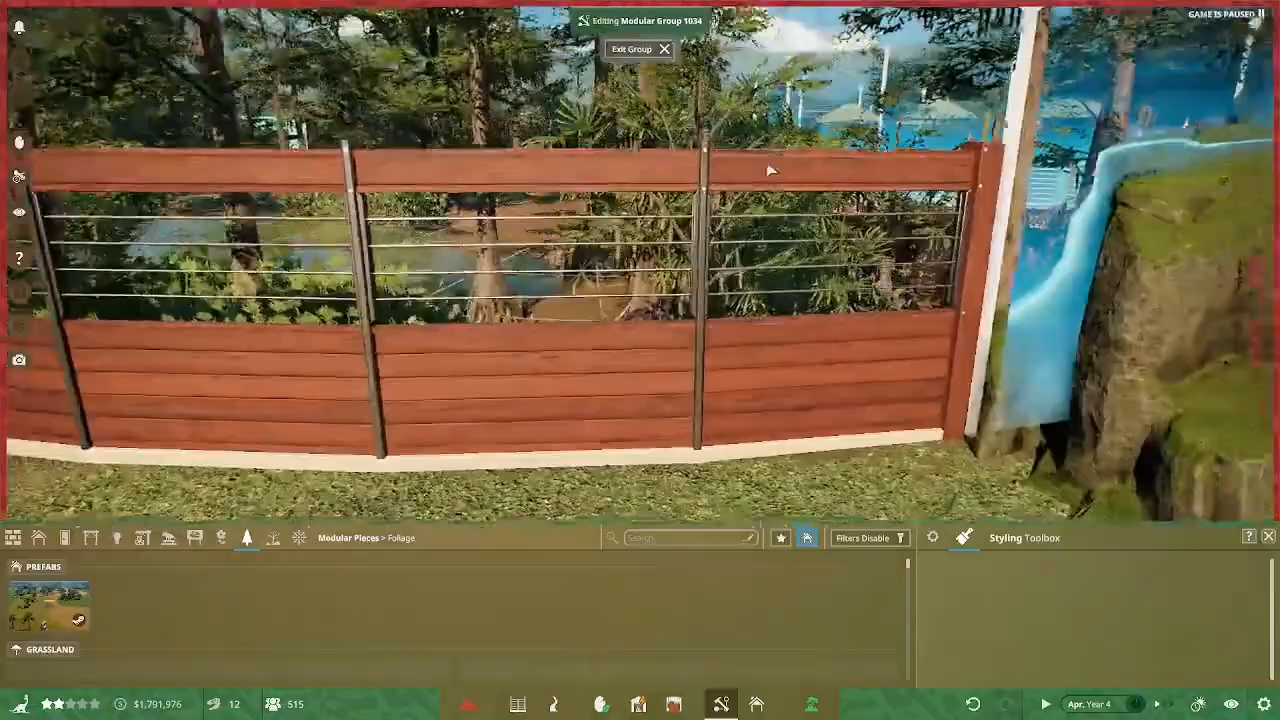 Editing Modular Group 1034
GAME IS PAUSED
Exit Group
?
Modular Pieces > Foliage
Search
Filters Disable
Styling Toolbox
?
PREFABS
GRASSLAND
$1,791,976
12
515
Apr, Year 4